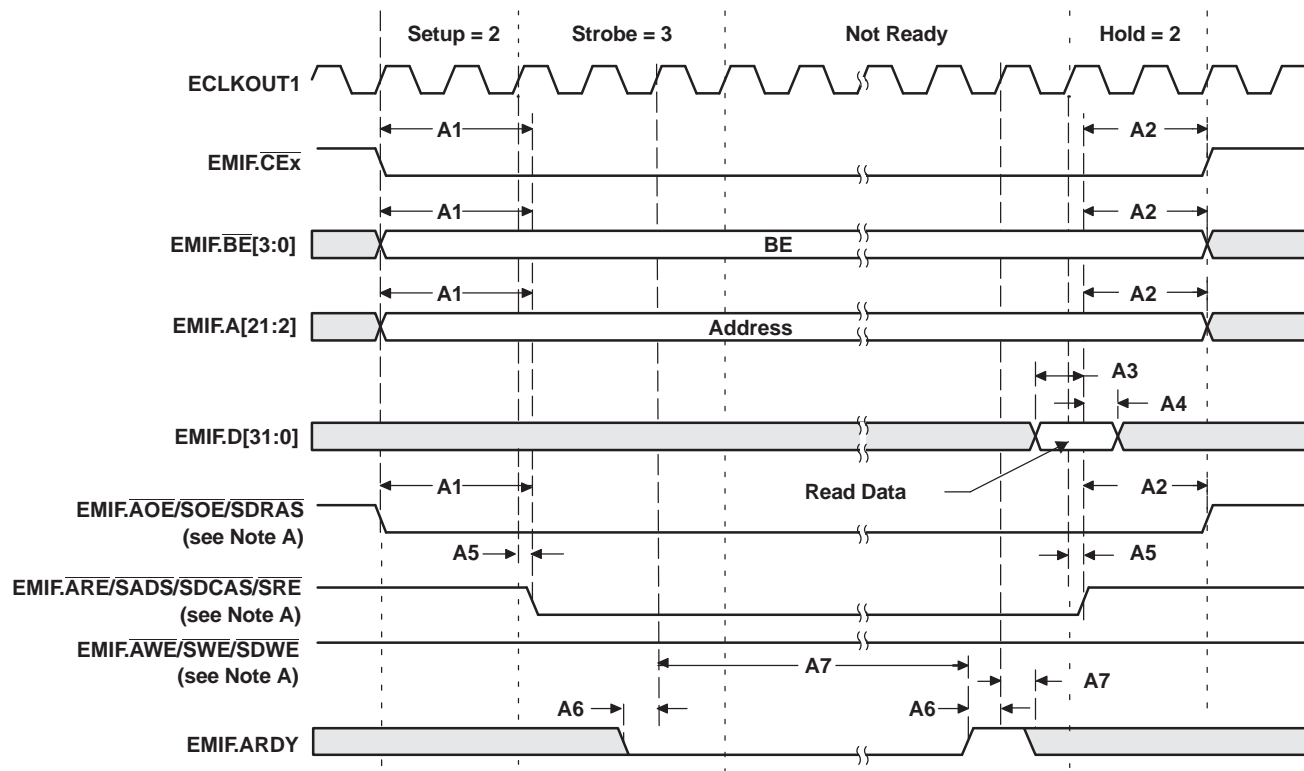 Setup = 2 Strobe = 3 Not Ready Hold = 2
ECLKOUT1
A1 A2
EMIF.CEx
A1 A2
EMIF.BE[3:0] BE
A1 A2
EMIF.A[21:2] Address
A3
A4
EMIF.D[31:0]
A1 Read Data A2
EMIF.AOE/SOE/SDRAS
(see Note A)
A5 A5
EMIF.ARE/SADS/SDCAS/SRE
(see Note A)
EMIF.AWE/SWE/SDWE
(see Note A)
A7 A7
A6 A6
EMIF.ARDY